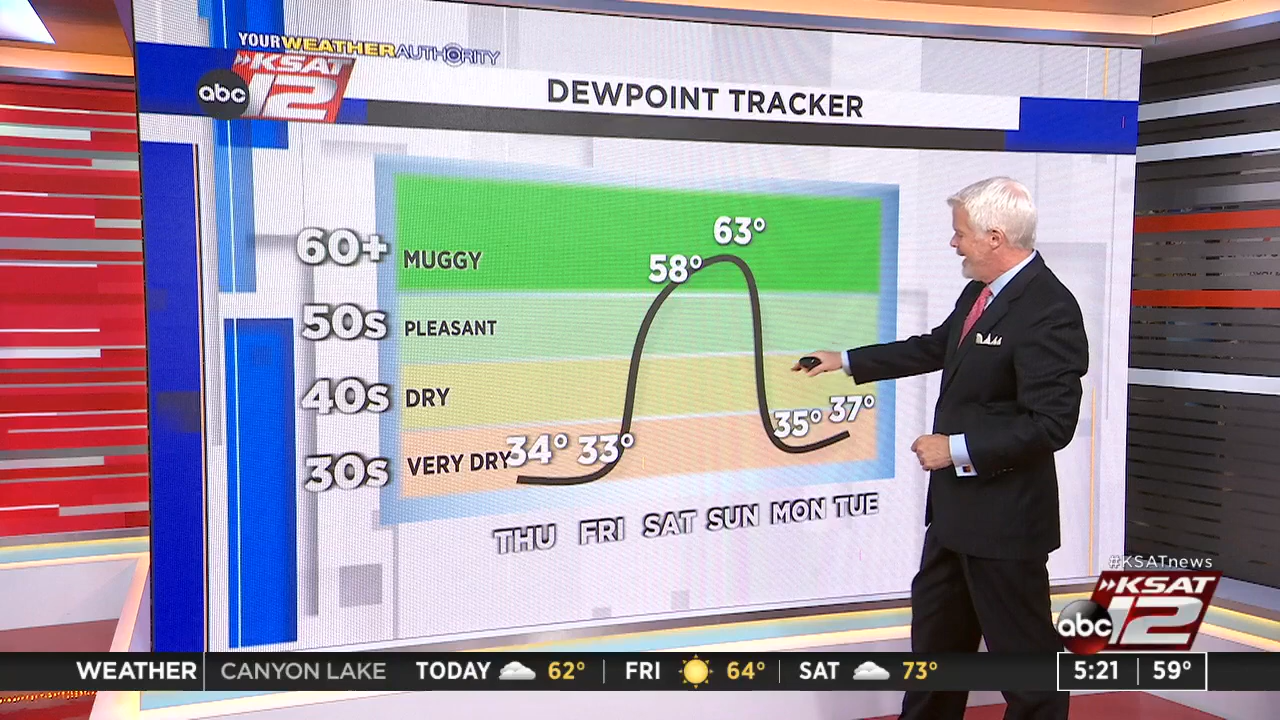 YOUR WEATHER AUTHORITY
abc »KSAT 12
DEWPOINT TRACKER
63°
58°
60+ MUGGY
50s PLEASANT
40s DRY
35° 37°
30s VERY DRY 34° 33°
THU FRI SAT SUN MON TUE
#KSATnews
abc »KSAT 12
WEATHER CANYON LAKE TODAY 62° FRI 64° SAT 73° 5:21 59°